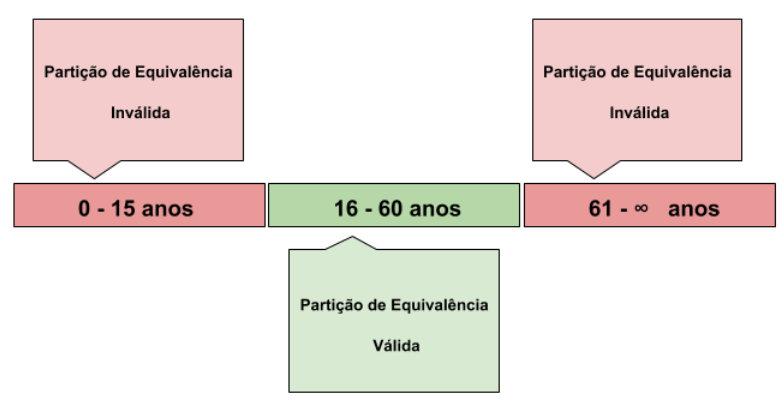 Partição de Equivalência
Inválida
Partição de Equivalência
Inválida
0 - 15 anos
16 - 60 anos
61 - ∞ anos
Partição de Equivalência
Válida